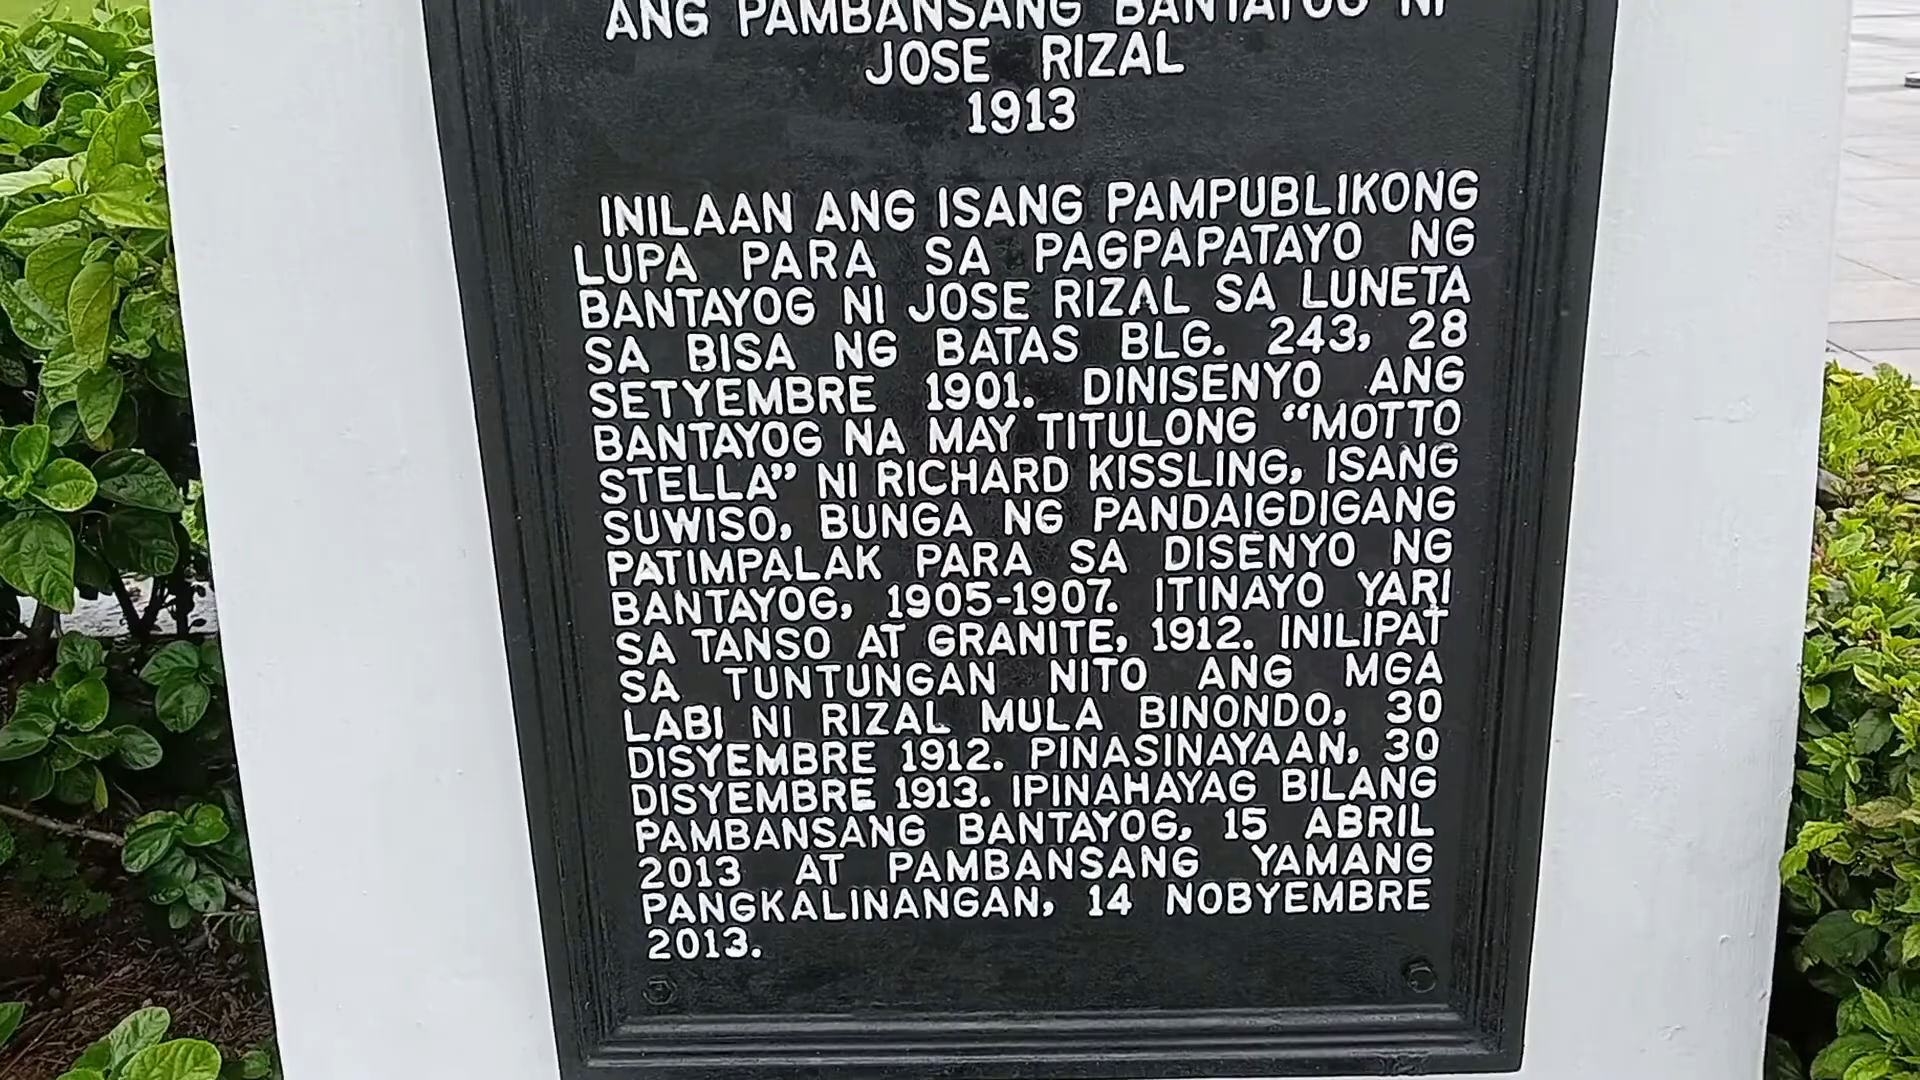 ANG PAMBANSANG BANTAYOG NI
JOSE RIZAL
1913
INILAAN ANG ISANG PAMPUBLIKONG
LUPA PARA SA PAGPAPATAYO NG
BANTAYOG NI JOSE RIZAL SA LUNETA
SA BISA NG BATAS BLG. 243, 28
SETYEMBRE 1901. DINISENYO ANG
BANTAYOG NA MAY TITULONG “MOTTO
STELLA” NI RICHARD KISSLING, ISANG
SUWISO, BUNGA NG PANDAIGDIGANG
PATIMPALAK PARA SA DISENYO NG
BANTAYOG, 1905-1907. ITINAYO YARI
SA TANSO AT GRANITE, 1912. INILIPAT
SA TUNTUNGAN NITO ANG MGA
LABI NI RIZAL MULA BINONDO, 30
DISYEMBRE 1912. PINASINAYAAN, 30
DISYEMBRE 1913. IPINAHAYAG BILANG
PAMBANSANG BANTAYOG, 15 ABRIL
2013 AT PAMBANSANG YAMANG
PANGKALINANGAN, 14 NOBYEMBRE
2013.